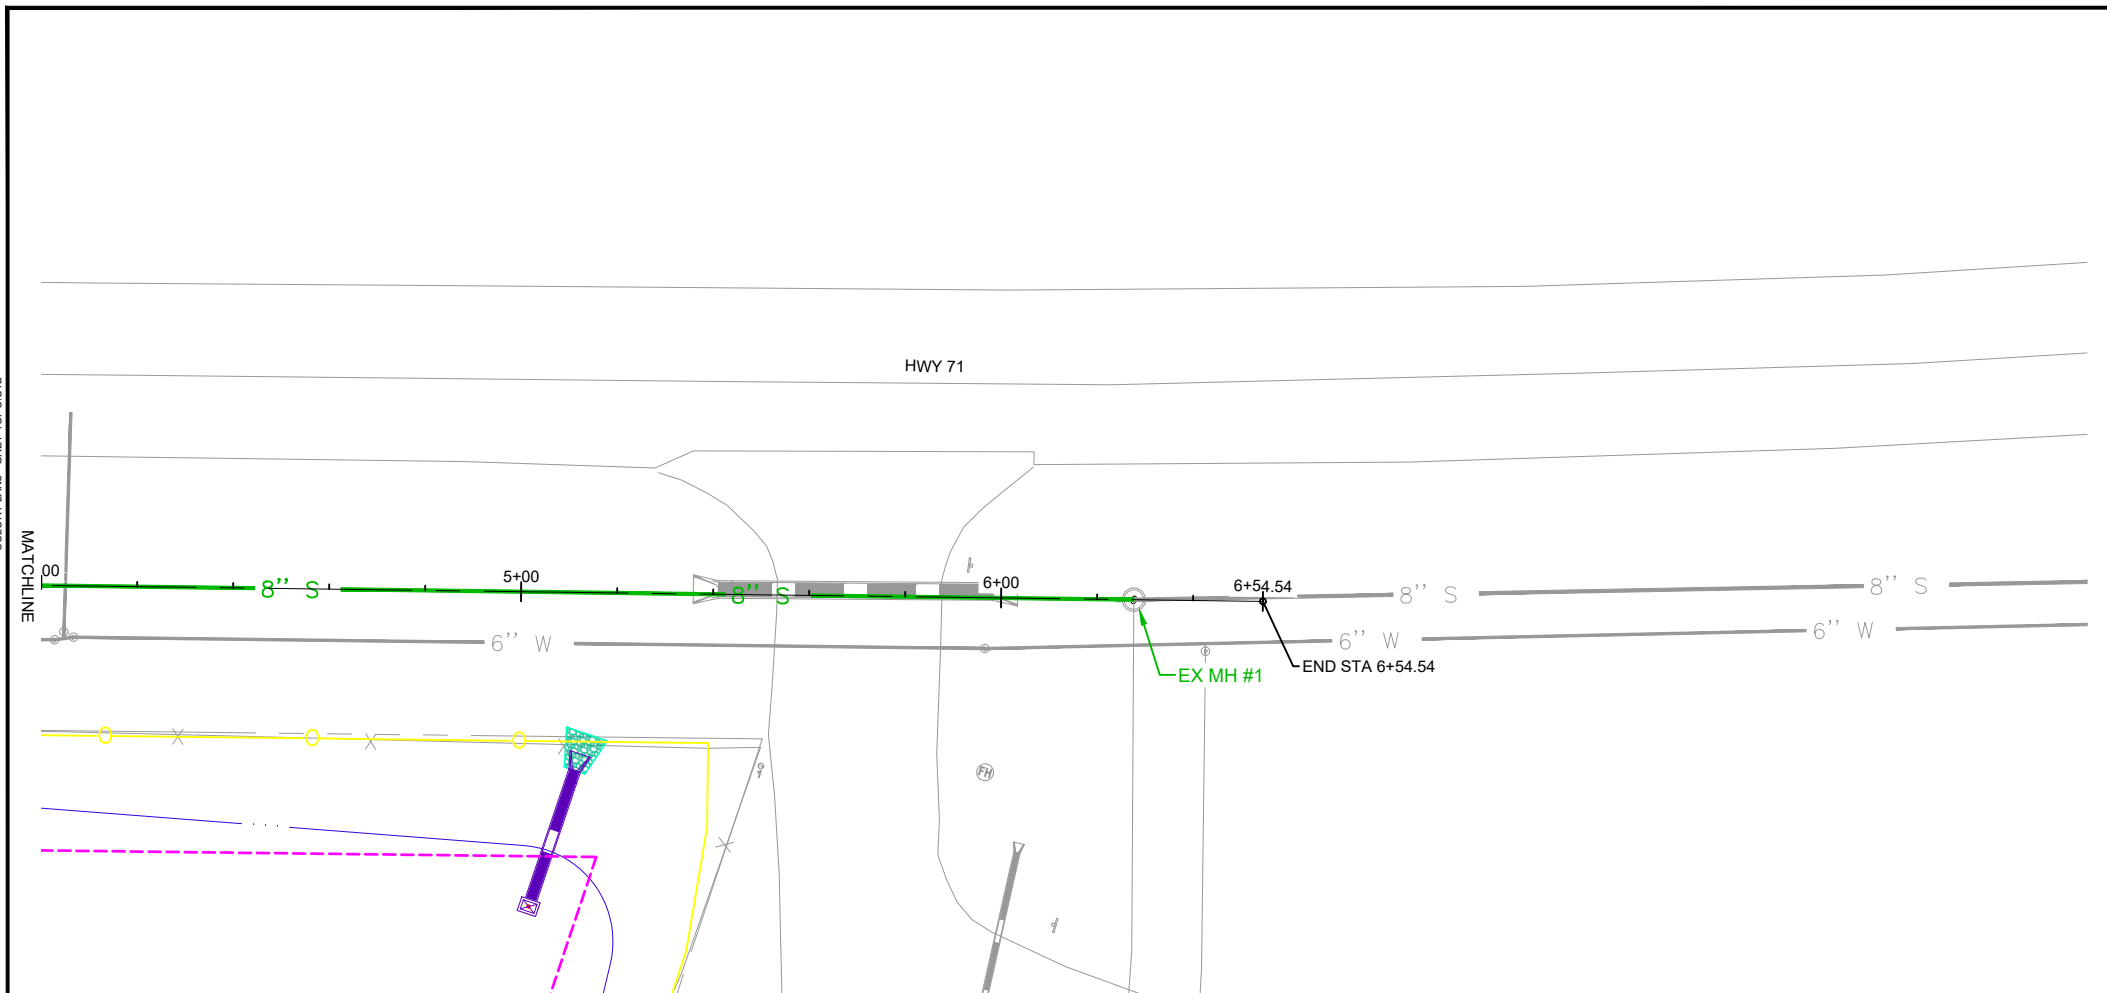 HWY 71
MATCHLINE
00
5+00
6+00
6+54.54
8'' S
8'' S
8'' S
8'' S
6'' W
6'' W
6'' W
END STA 6+54.54
EX MH #1
FH